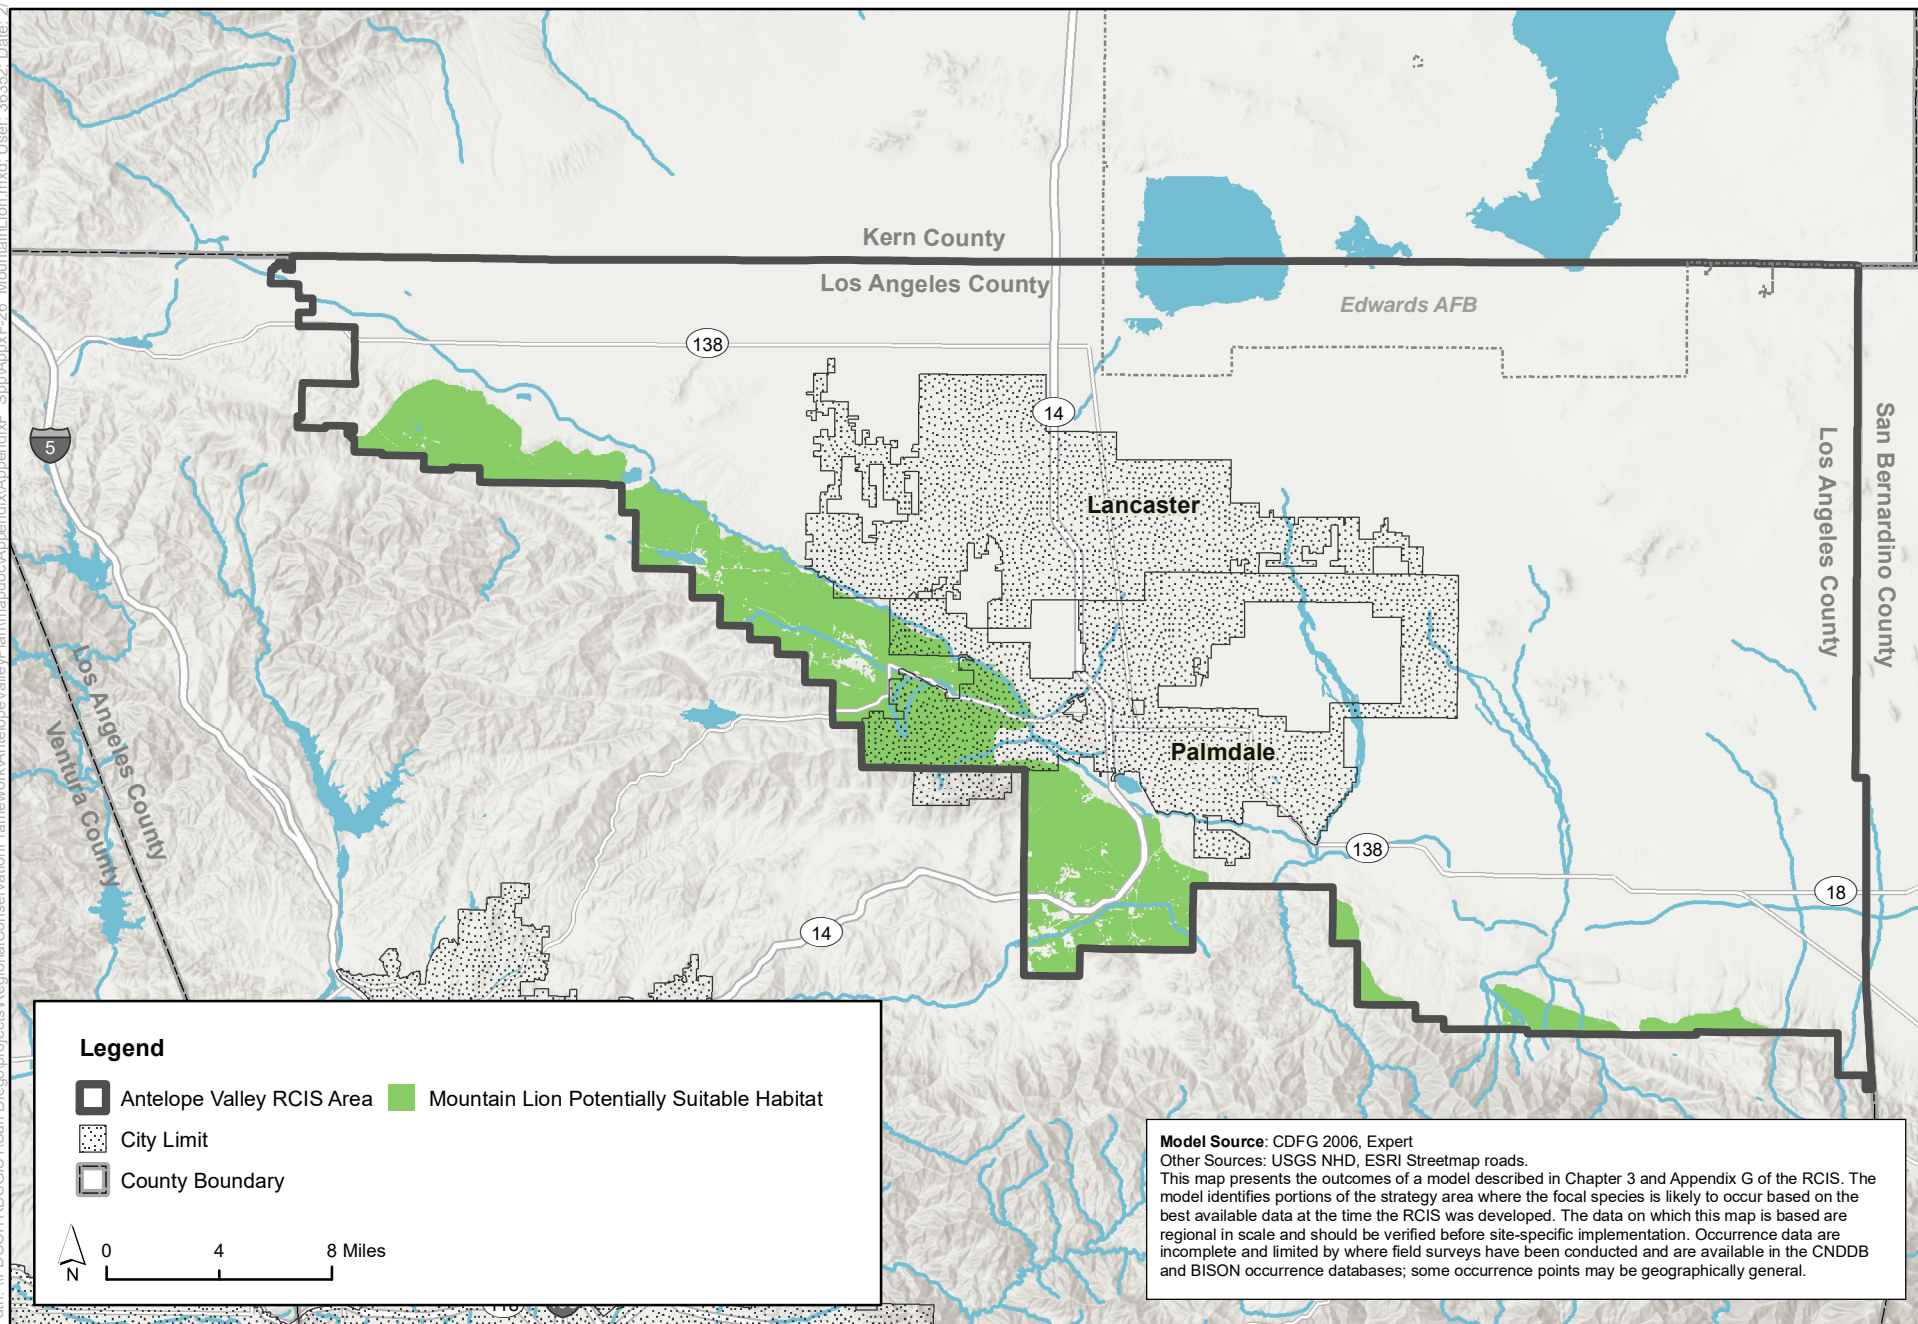 Kern County
Los Angeles County
Edwards AFB
138
14
5
Lancaster
San Bernardino County
Los Angeles County
Los Angeles County
Ventura County
Palmdale
138
18
14
Legend
Antelope Valley RCIS Area
Mountain Lion Potentially Suitable Habitat
City Limit
County Boundary
N
0 4 8 Miles
Model Source: CDFG 2006, Expert
Other Sources: USGS NHD, ESRI Streetmap roads.
This map presents the outcomes of a model described in Chapter 3 and Appendix G of the RCIS. The
model identifies portions of the strategy area where the focal species is likely to occur based on the
best available data at the time the RCIS was developed. The data on which this map is based are
regional in scale and should be verified before site-specific implementation. Occurrence data are
incomplete and limited by where field surveys have been conducted and are available in the CNDDB
and BISON occurrence databases; some occurrence points may be geographically general.